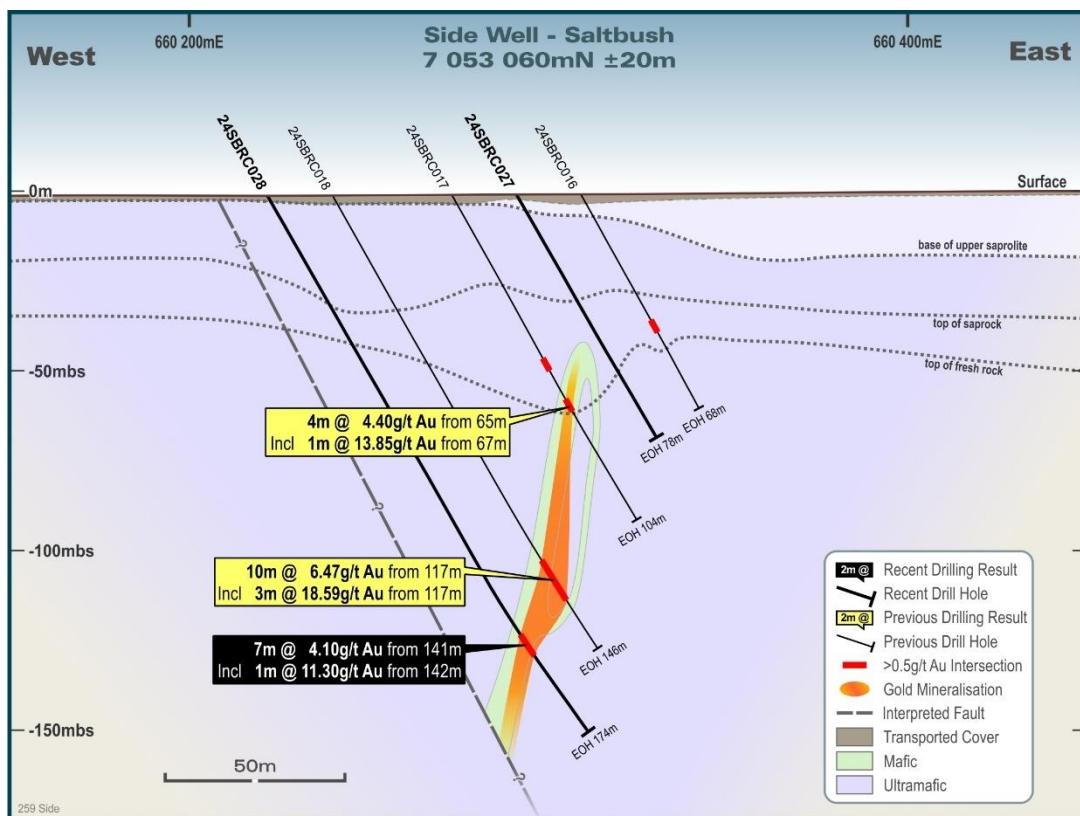 660 200mE
Side Well - Saltbush
7 053 060mN ±20m
660 400mE
West
East
24SBRC028
24SBRC018
24SBRC017
24SBRC027
24SBRC016
0m
Surface
base of upper saprolite
top of saprock
top of fresh rock
-50mbs
4m @ 4.40g/t Au from 65m
Incl 1m @ 13.85g/t Au from 67m
EOH 68m
EOH 78m
EOH 104m
-100mbs
10m @ 6.47g/t Au from 117m
Incl 3m @ 18.59g/t Au from 117m
7m @ 4.10g/t Au from 141m
Incl 1m @ 11.30g/t Au from 142m
EOH 146m
EOH 174m
-150mbs
?
?
?
50m
2m @ Recent Drilling Result
Recent Drill Hole
2m @ Previous Drilling Result
Previous Drill Hole
>0.5g/t Au Intersection
Gold Mineralisation
Interpreted Fault
Transported Cover
Mafic
Ultramafic
259 Side